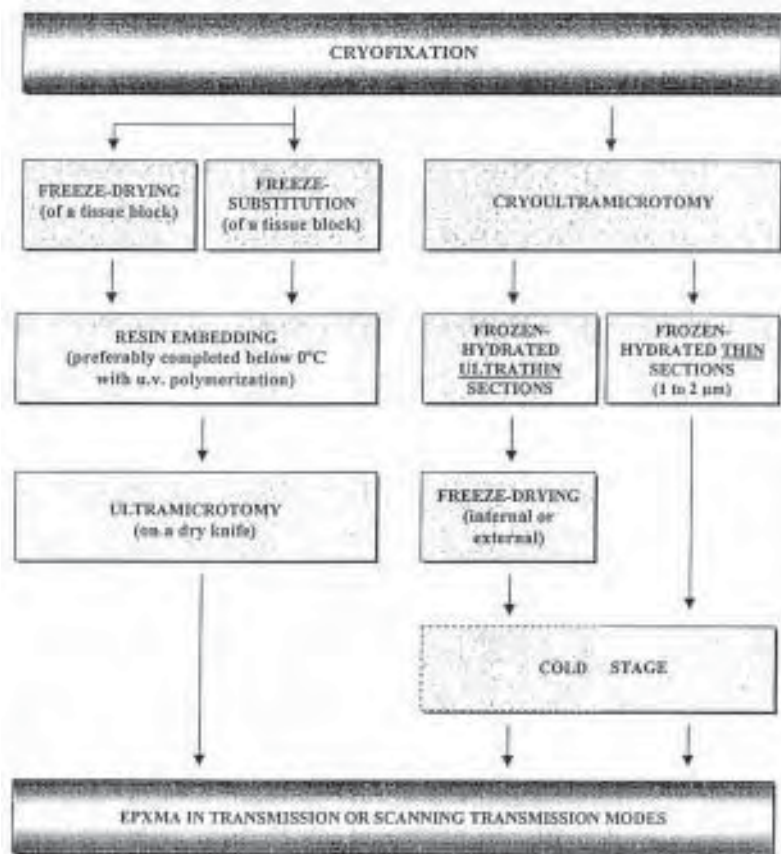 CRYOFIXATION
FREEZE-DRYING
(of a tissue block)
FREEZE-
SUBSTITUTION
(of a tissue block)
CRYOULTRAMICROTOMY
RESIN EMBEDDING
(preferably completed below 0°C
with u.v. polymerization)
FROZEN-
HYDRATED
ULTRATHIN
SECTIONS
FROZEN-
HYDRATED THIN
SECTIONS
(1 to 2 µm)
ULTRAMICROTOMY
(on a dry knife)
FREEZE-DRYING
(internal or
external)
COLD STAGE
EPXMA IN TRANSMISSION OR SCANNING TRANSMISSION MODES